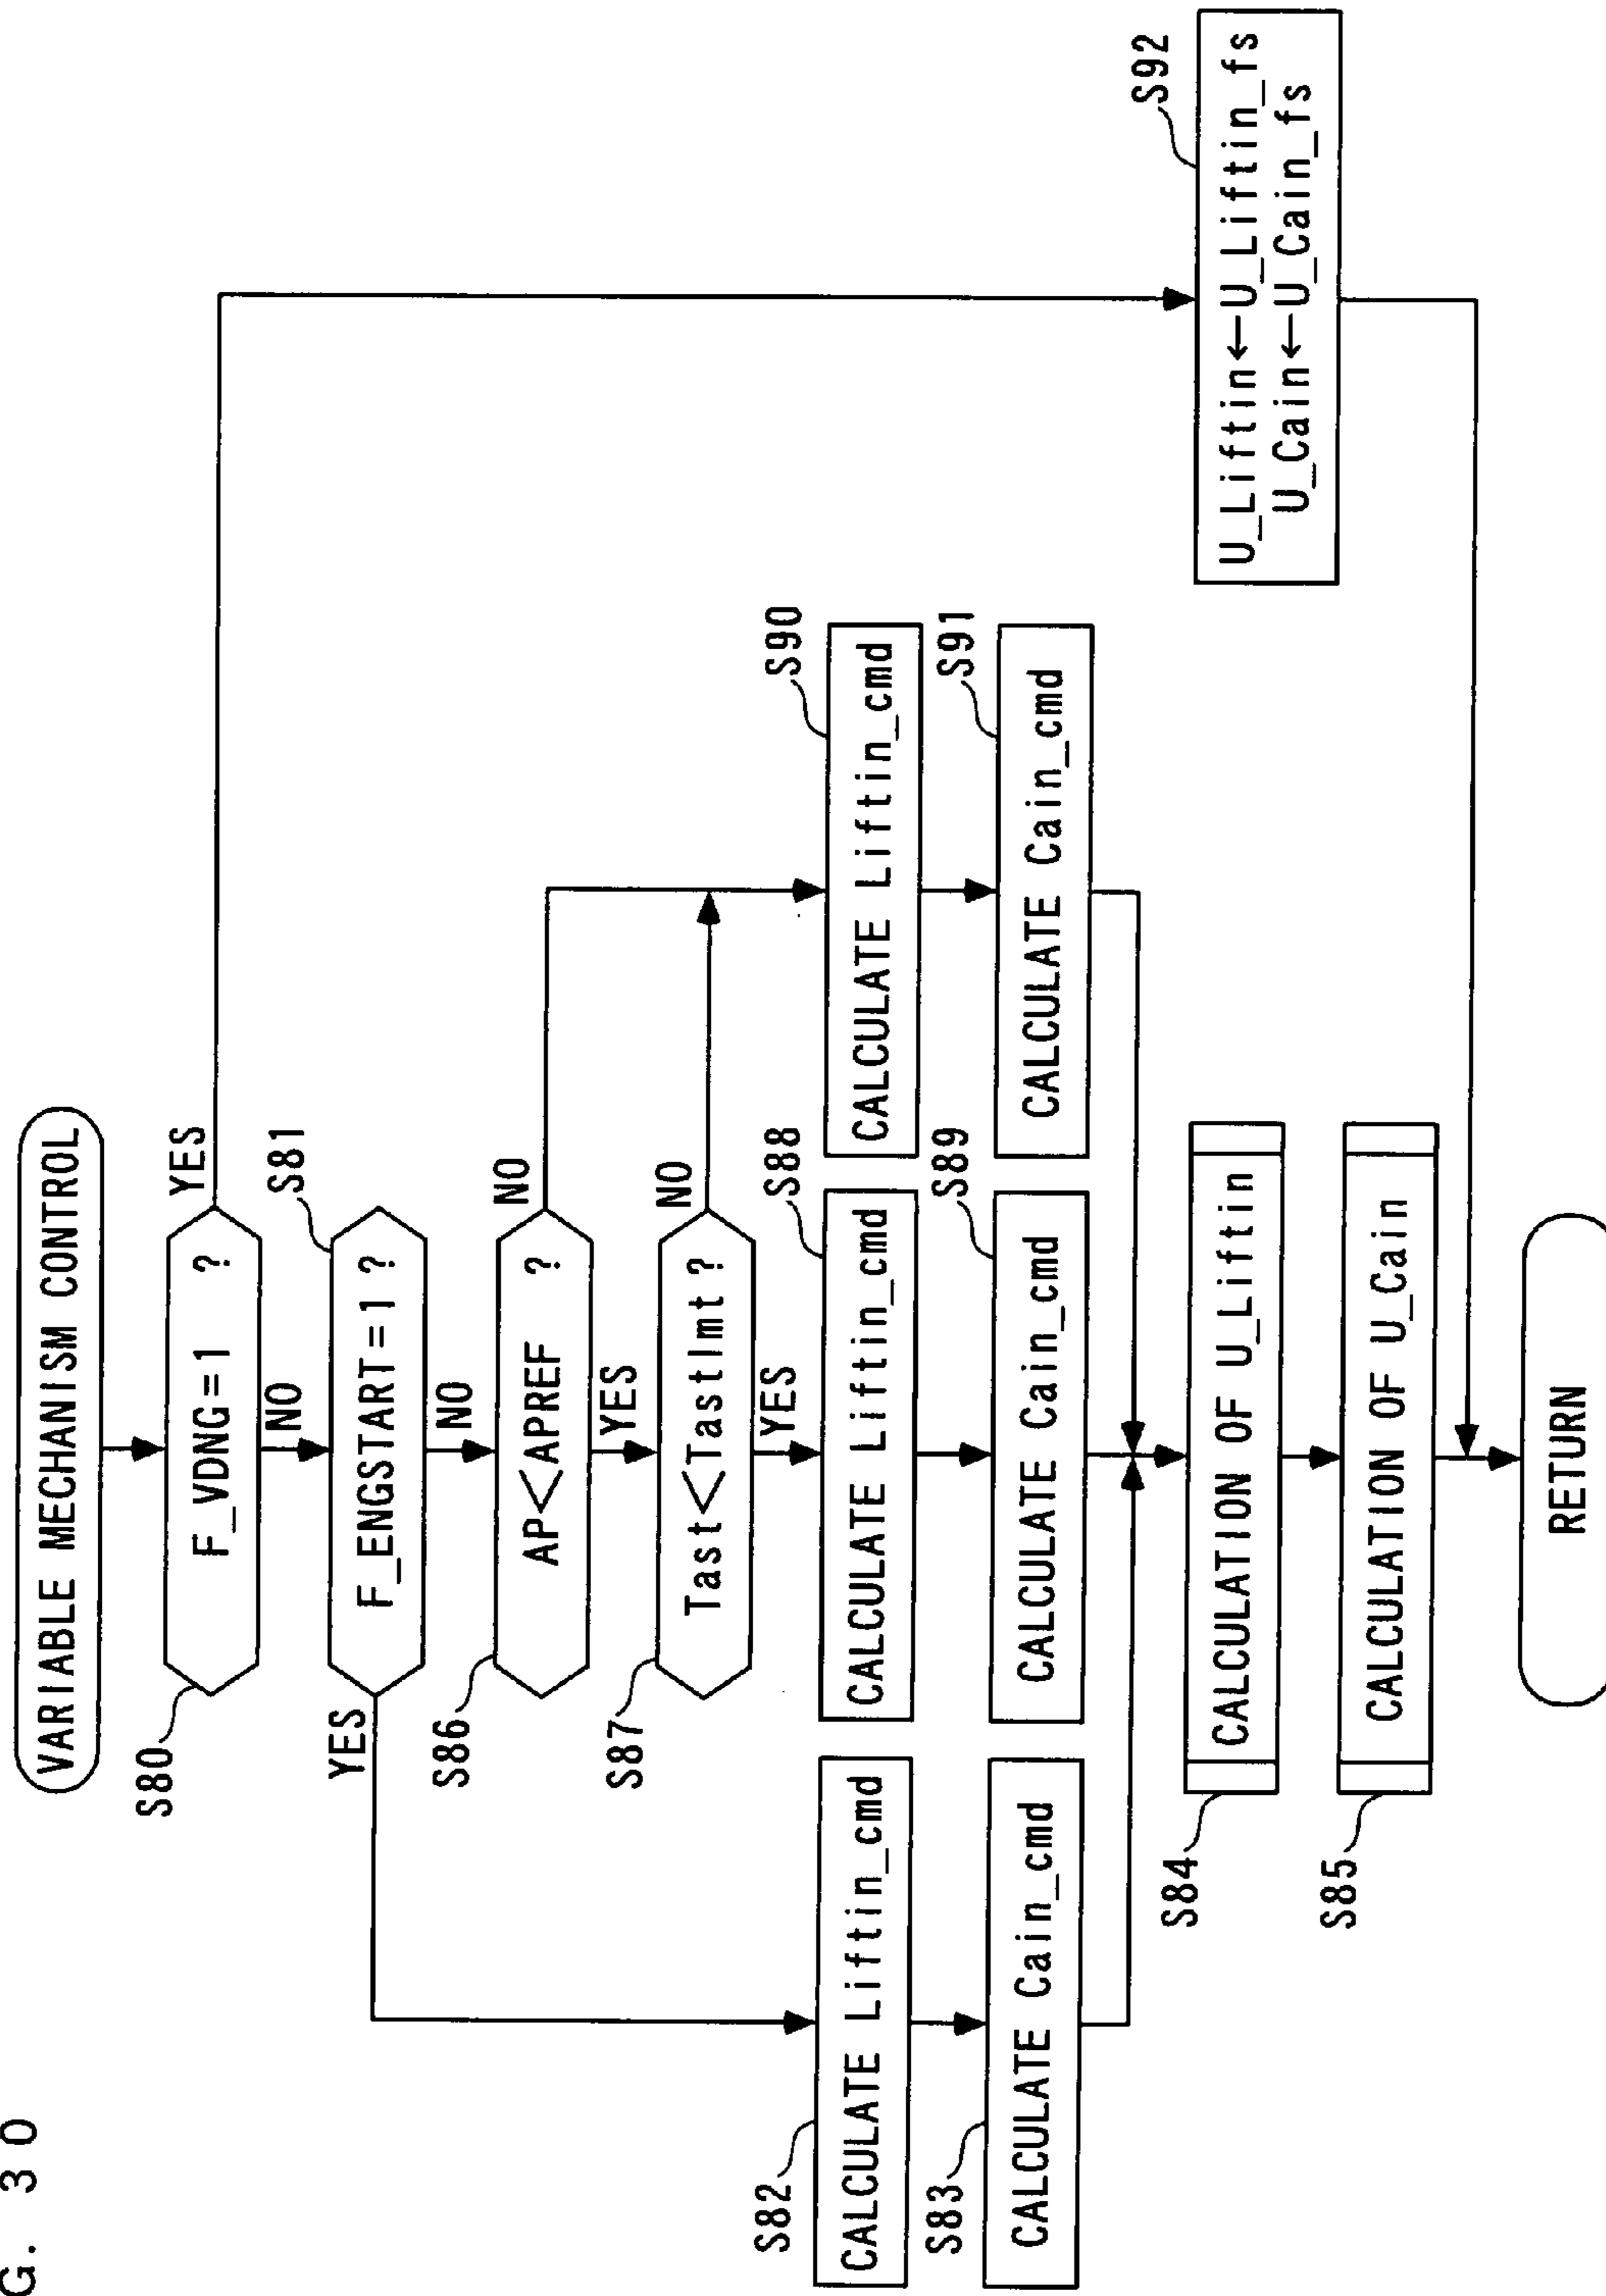 G. 30
VARIABLE MECHANISM CONTROL
S80
F_VDNG=1 ?
YES
NO
S81
F_ENGSTART=1 ?
YES
NO
S86
AP<APREF ?
NO
YES
S87
Tast<Tastlmt ?
NO
YES
S82
CALCULATE Liftin_cmd
S88
CALCULATE Liftin_cmd
S90
CALCULATE Liftin_cmd
S83
CALCULATE Cain_cmd
S89
CALCULATE Cain_cmd
S91
CALCULATE Cain_cmd
S92
U_Liftin←U_Liftin_fs
U_Cain←U_Cain_fs
S84
CALCULATION OF U_Liftin
S85
CALCULATION OF U_Cain
RETURN